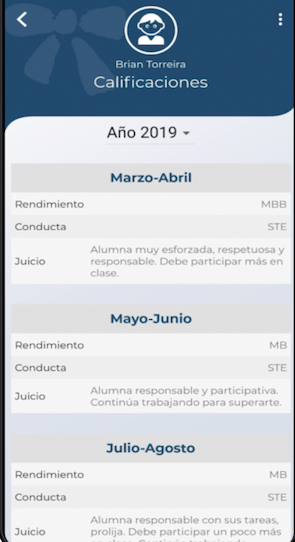 Brian Torreira
Calificaciones
Año 2019
Marzo-Abril
Rendimiento MBB
Conducta STE
Juicio Alumna muy esforzada, respetuosa y
responsable. Debe participar más en
clase.
Mayo-Junio
Rendimiento MB
Conducta STE
Juicio Alumna responsable y participativa.
Continúa trabajando para superarte.
Julio-Agosto
Rendimiento MB
Conducta STE
Juicio Alumna responsable con sus tareas,
prolija. Debe participar un poco más